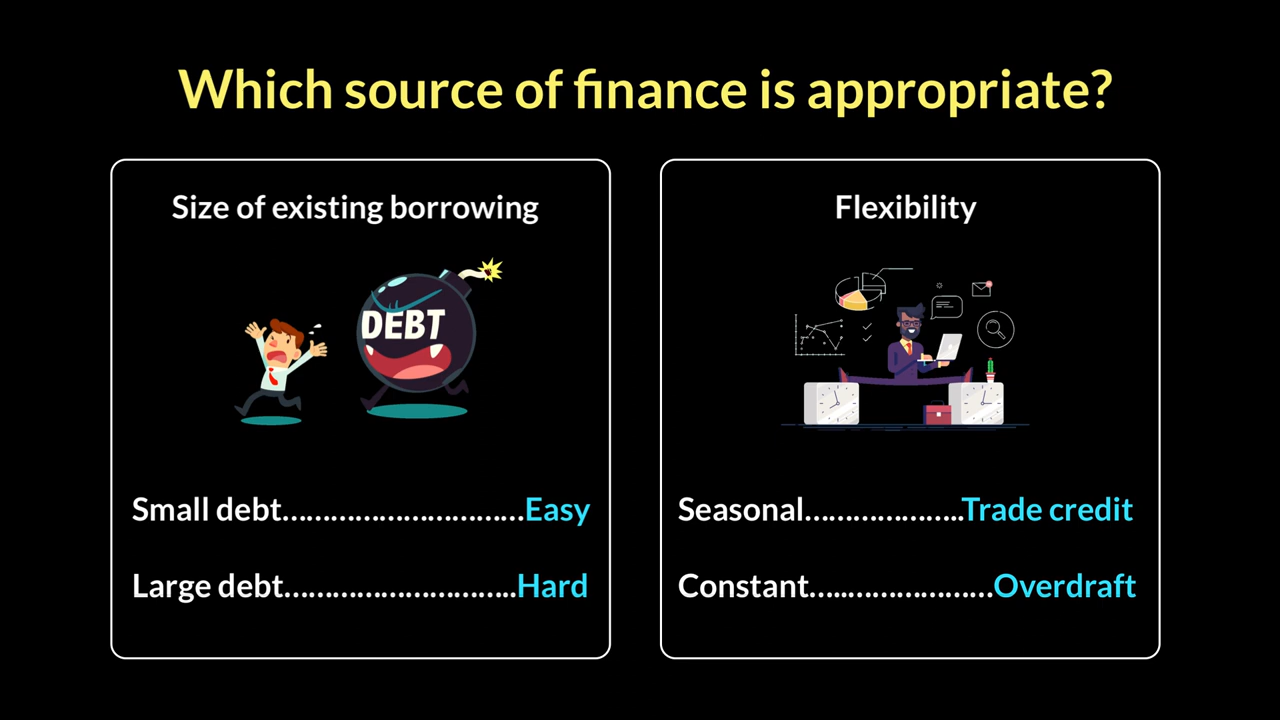 Which source of finance is appropriate?
Size of existing borrowing
DEBT
Small debt...........................Easy
Large debt..........................Hard
Flexibility
Seasonal..................Trade credit
Constant.....................Overdraft